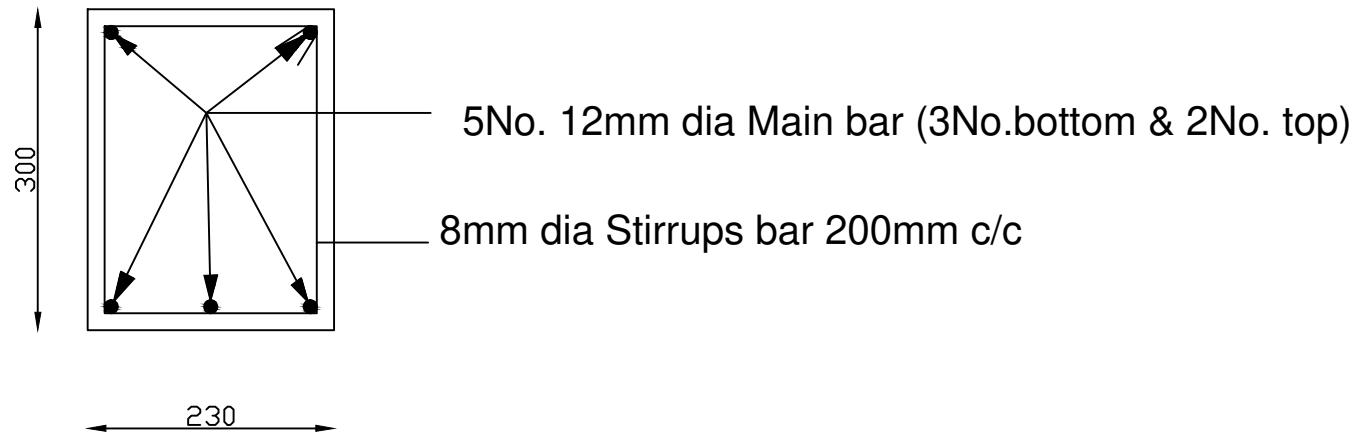 300
5No. 12mm dia Main bar (3No.bottom & 2No. top)
8mm dia Stirrups bar 200mm c/c
230